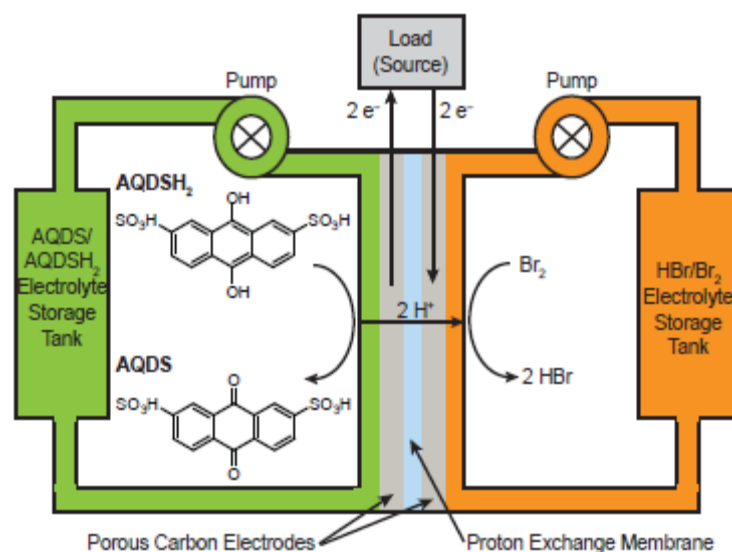 Load
(Source)
Pump
Pump
2 e⁻
2 e⁻
AQDSH₂
OH
SO₃H
SO₃H
OH
AQDS/
AQDSH₂
Electrolyte
Storage
Tank
Br₂
HBr/Br₂
Electrolyte
Storage
Tank
2 H⁺
AQDS
2 HBr
O
SO₃H
SO₃H
O
Porous Carbon Electrodes
Proton Exchange Membrane